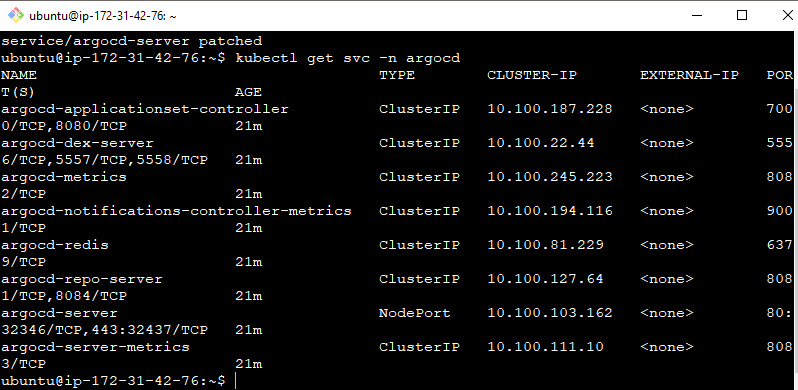 ubuntu@ip-172-31-42-76: ~
service/argocd-server patched
ubuntu@ip-172-31-42-76:~$ kubectl get svc -n argocd
NAME TYPE CLUSTER-IP EXTERNAL-IP POR
T(S) AGE
argocd-applicationset-controller ClusterIP 10.100.187.228 <none> 700
0/TCP,8080/TCP 21m
argocd-dex-server ClusterIP 10.100.22.44 <none> 555
6/TCP,5557/TCP,5558/TCP 21m
argocd-metrics ClusterIP 10.100.245.223 <none> 808
2/TCP 21m
argocd-notifications-controller-metrics ClusterIP 10.100.194.116 <none> 900
1/TCP 21m
argocd-redis ClusterIP 10.100.81.229 <none> 637
9/TCP 21m
argocd-repo-server ClusterIP 10.100.127.64 <none> 808
1/TCP,8084/TCP 21m
argocd-server NodePort 10.100.103.162 <none> 80:
32346/TCP,443:32437/TCP 21m
argocd-server-metrics ClusterIP 10.100.111.10 <none> 808
3/TCP 21m
ubuntu@ip-172-31-42-76:~$